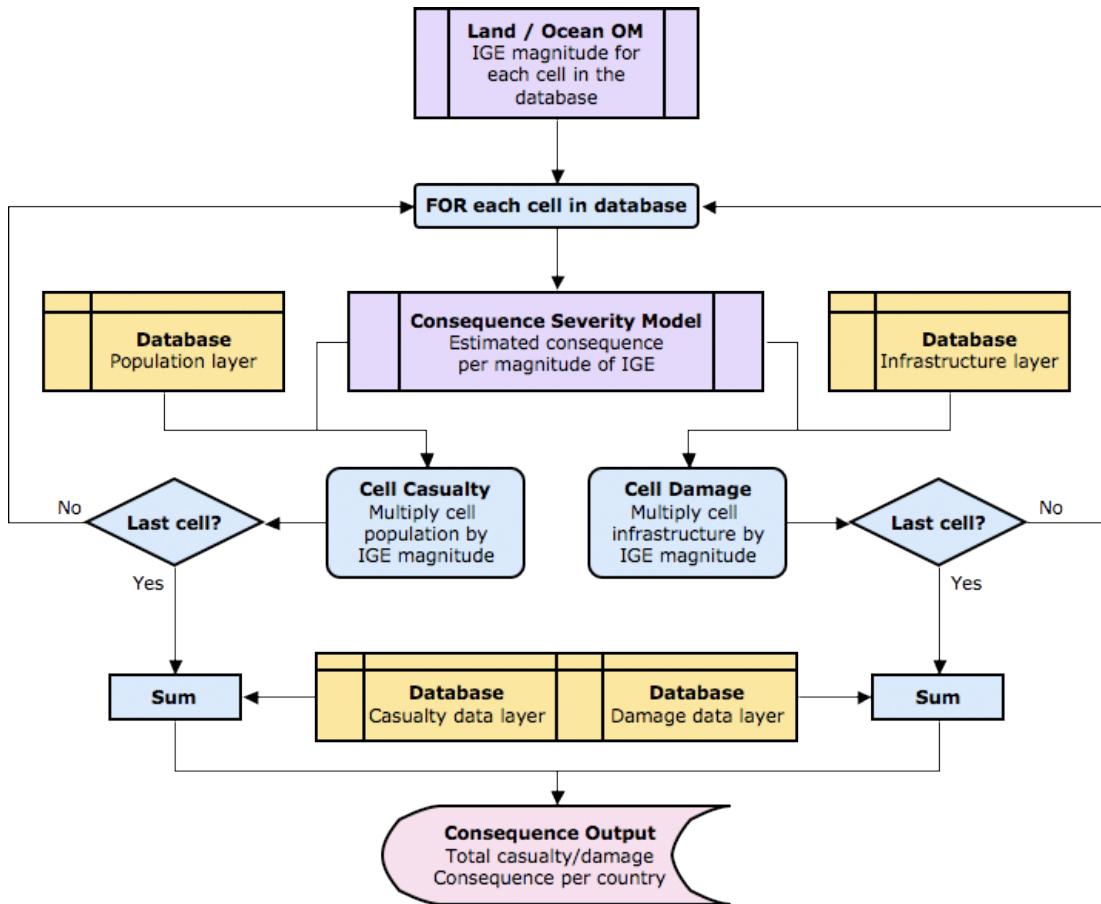 Land / Ocean OM
IGE magnitude for
each cell in the
database
FOR each cell in database
Database
Population layer
Consequence Severity Model
Estimated consequence
per magnitude of IGE
Database
Infrastructure layer
Cell Casualty
Multiply cell
population by
IGE magnitude
Cell Damage
Multiply cell
infrastructure by
IGE magnitude
No
Last cell?
Yes
Last cell?
No
Yes
Sum
Database
Casualty data layer
Database
Damage data layer
Sum
Consequence Output
Total casualty/damage
Consequence per country